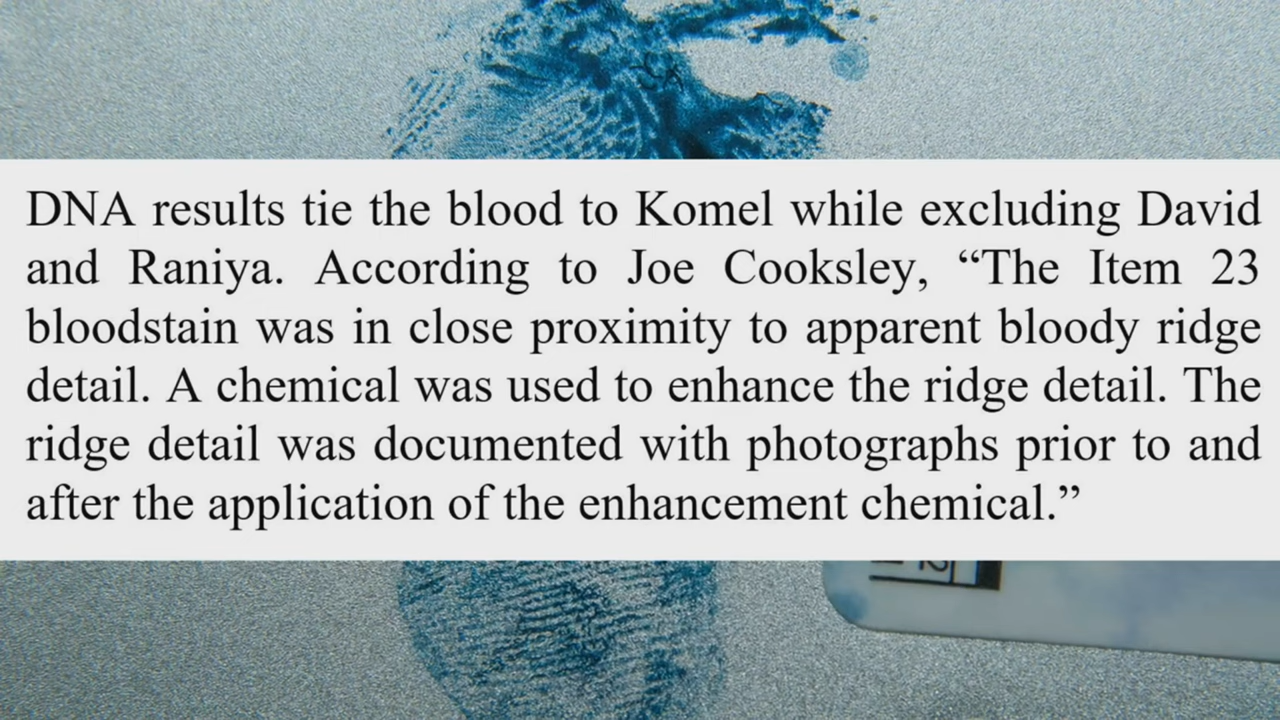 DNA results tie the blood to Komel while excluding David
and Raniya. According to Joe Cooksley, “The Item 23
bloodstain was in close proximity to apparent bloody ridge
detail. A chemical was used to enhance the ridge detail. The
ridge detail was documented with photographs prior to and
after the application of the enhancement chemical.”